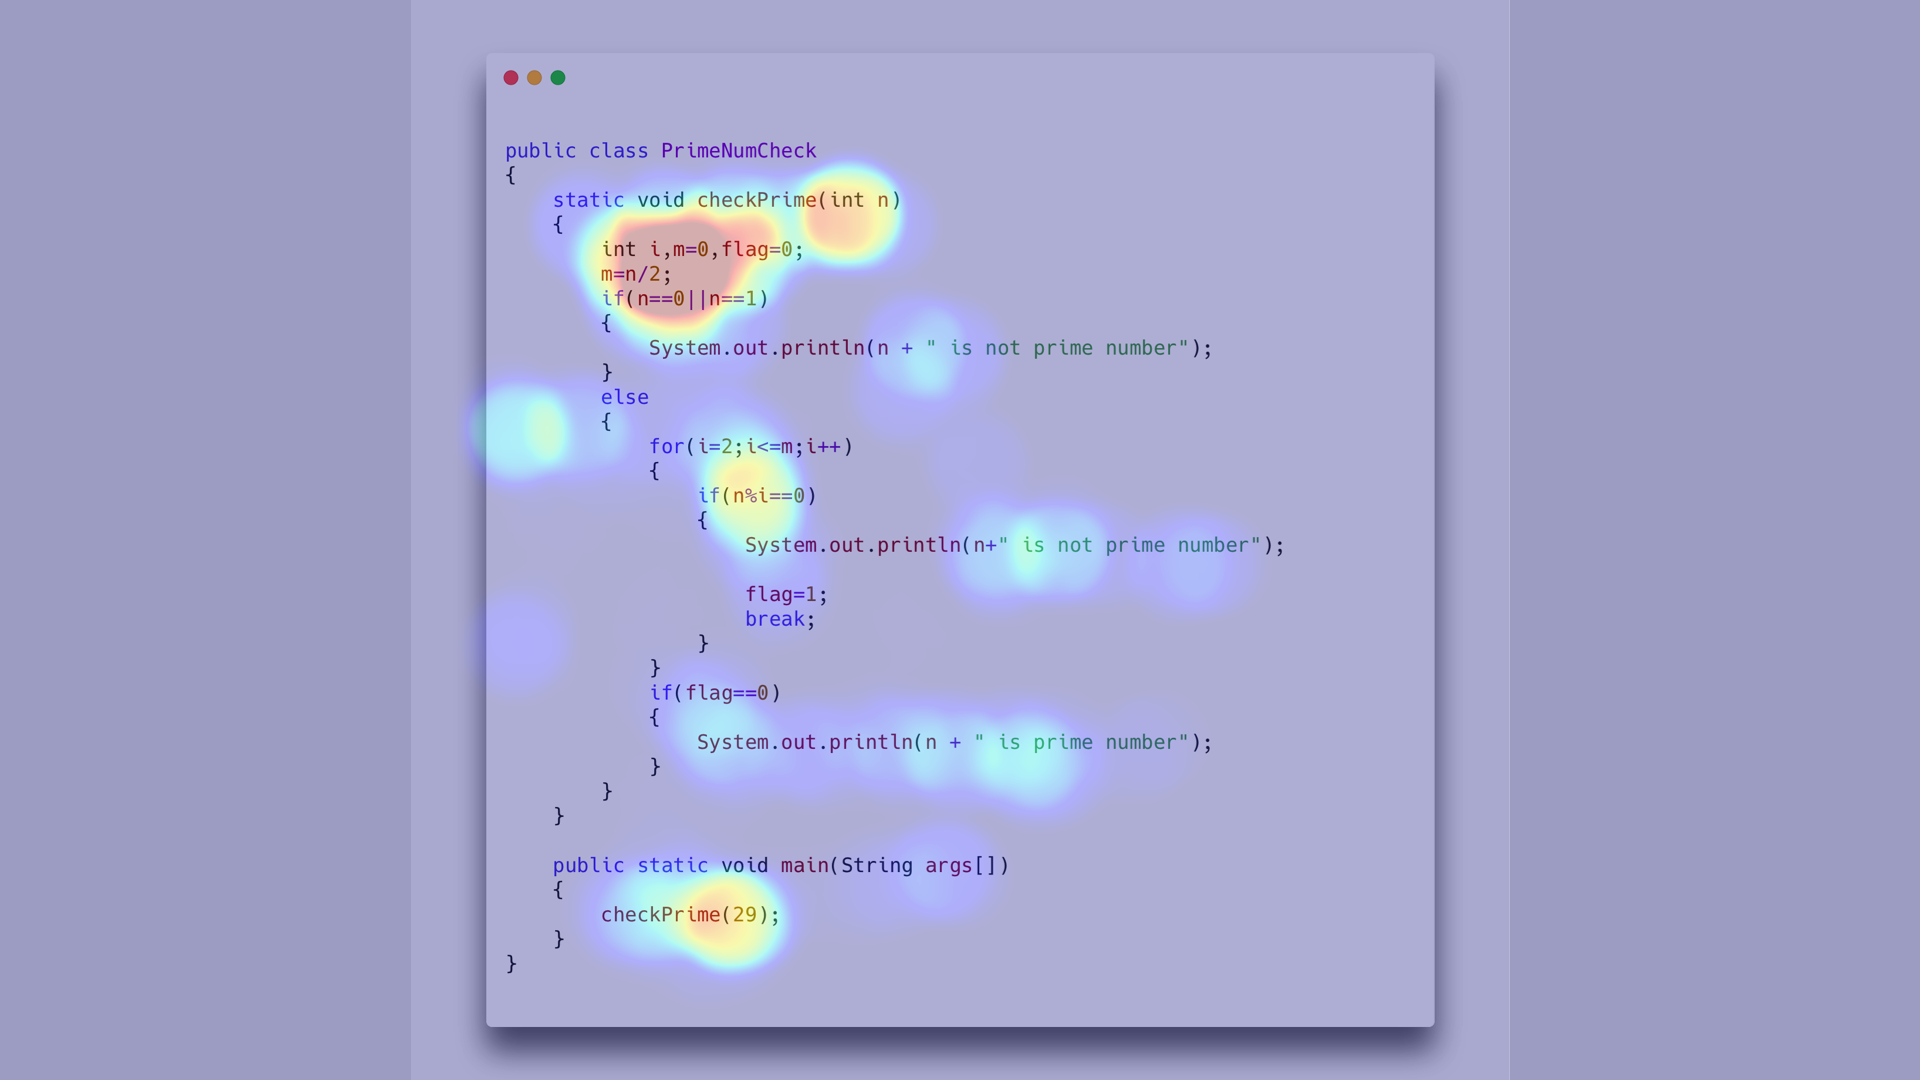 public class PrimeNumCheck
{
    static void checkPrime(int n)
    {
        int i,m=0,flag=0;
        m=n/2;
        if(n==0||n==1)
        {
            System.out.println(n + " is not prime number");
        }
        else
        {
            for(i=2;i<=m;i++)
            {
                if(n%i==0)
                {
                    System.out.println(n+" is not prime number");
                    flag=1;
                    break;
                }
            }
            if(flag==0)
            {
                System.out.println(n + " is prime number");
            }
        }
    }
    public static void main(String args[])
    {
        checkPrime(29);
    }
}